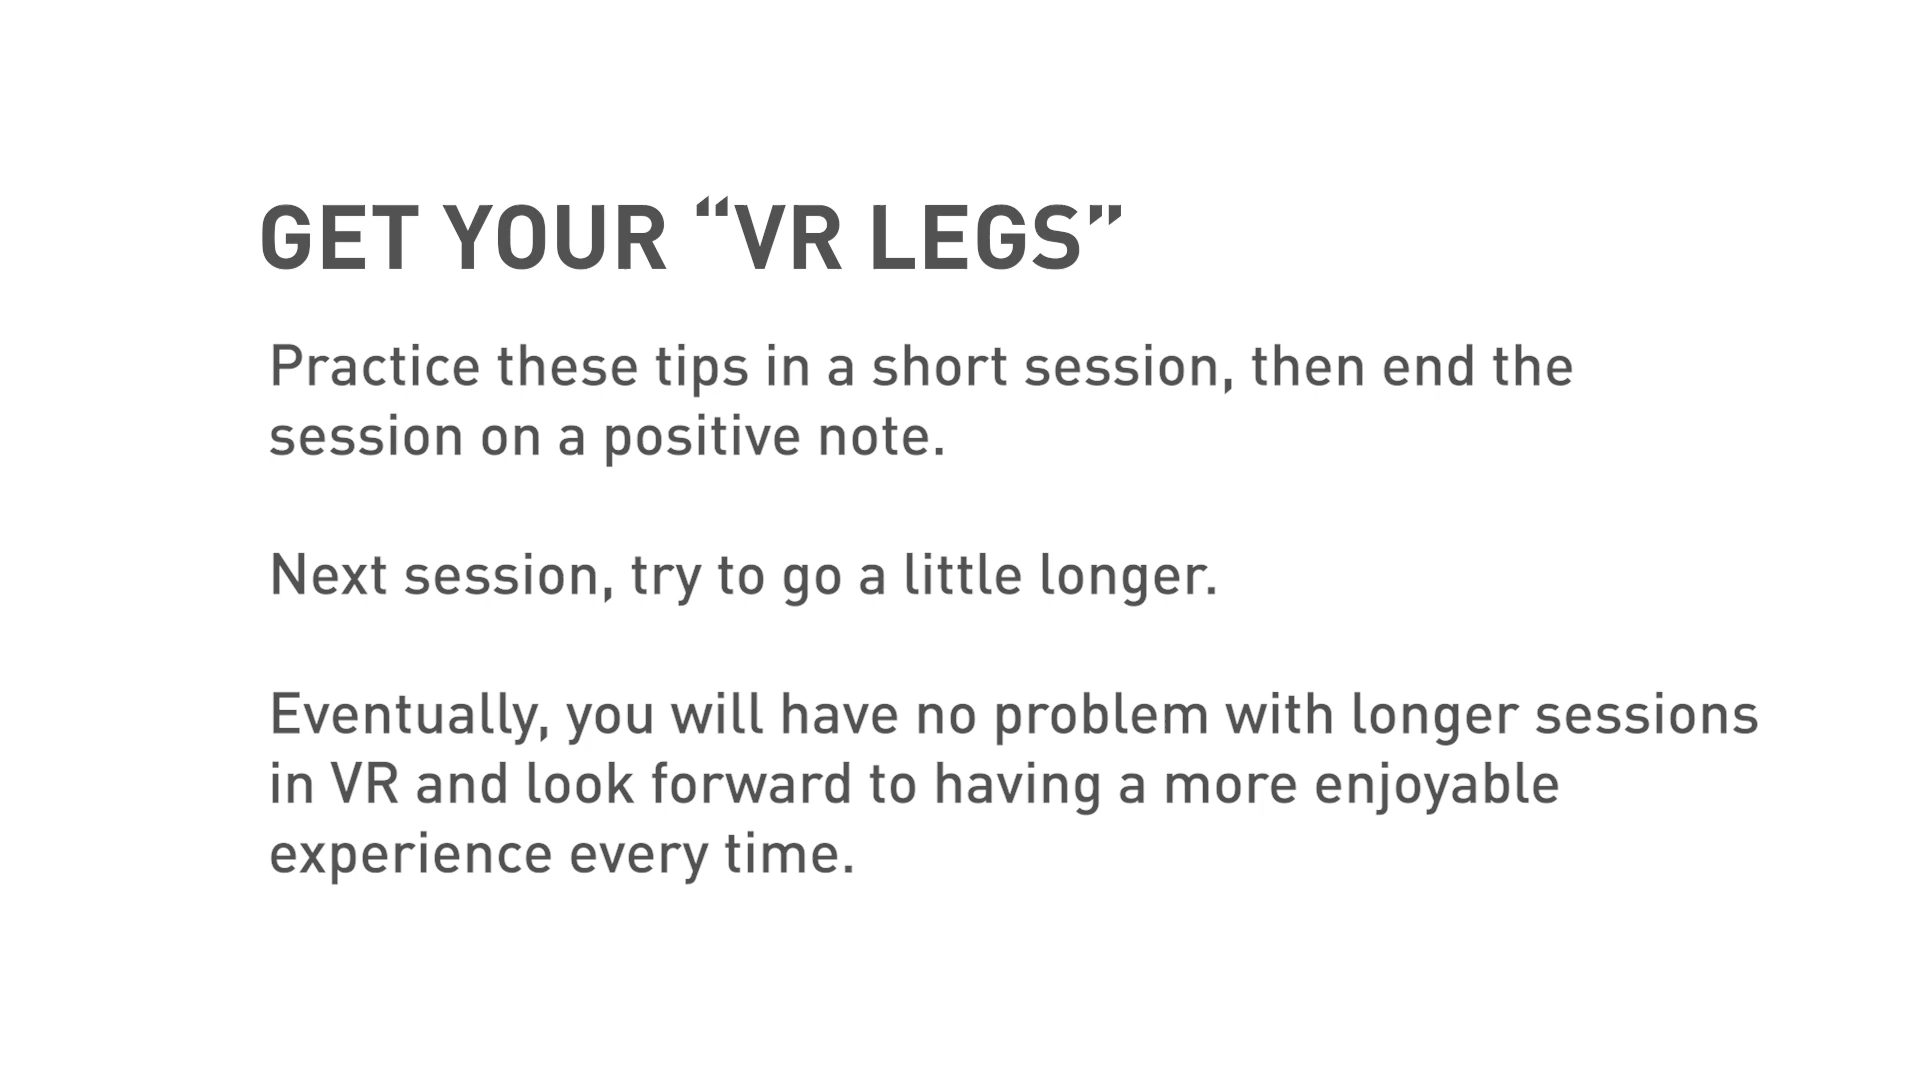 GET YOUR “VR LEGS”
Practice these tips in a short session, then end the
session on a positive note.
Next session, try to go a little longer.
Eventually, you will have no problem with longer sessions
in VR and look forward to having a more enjoyable
experience every time.